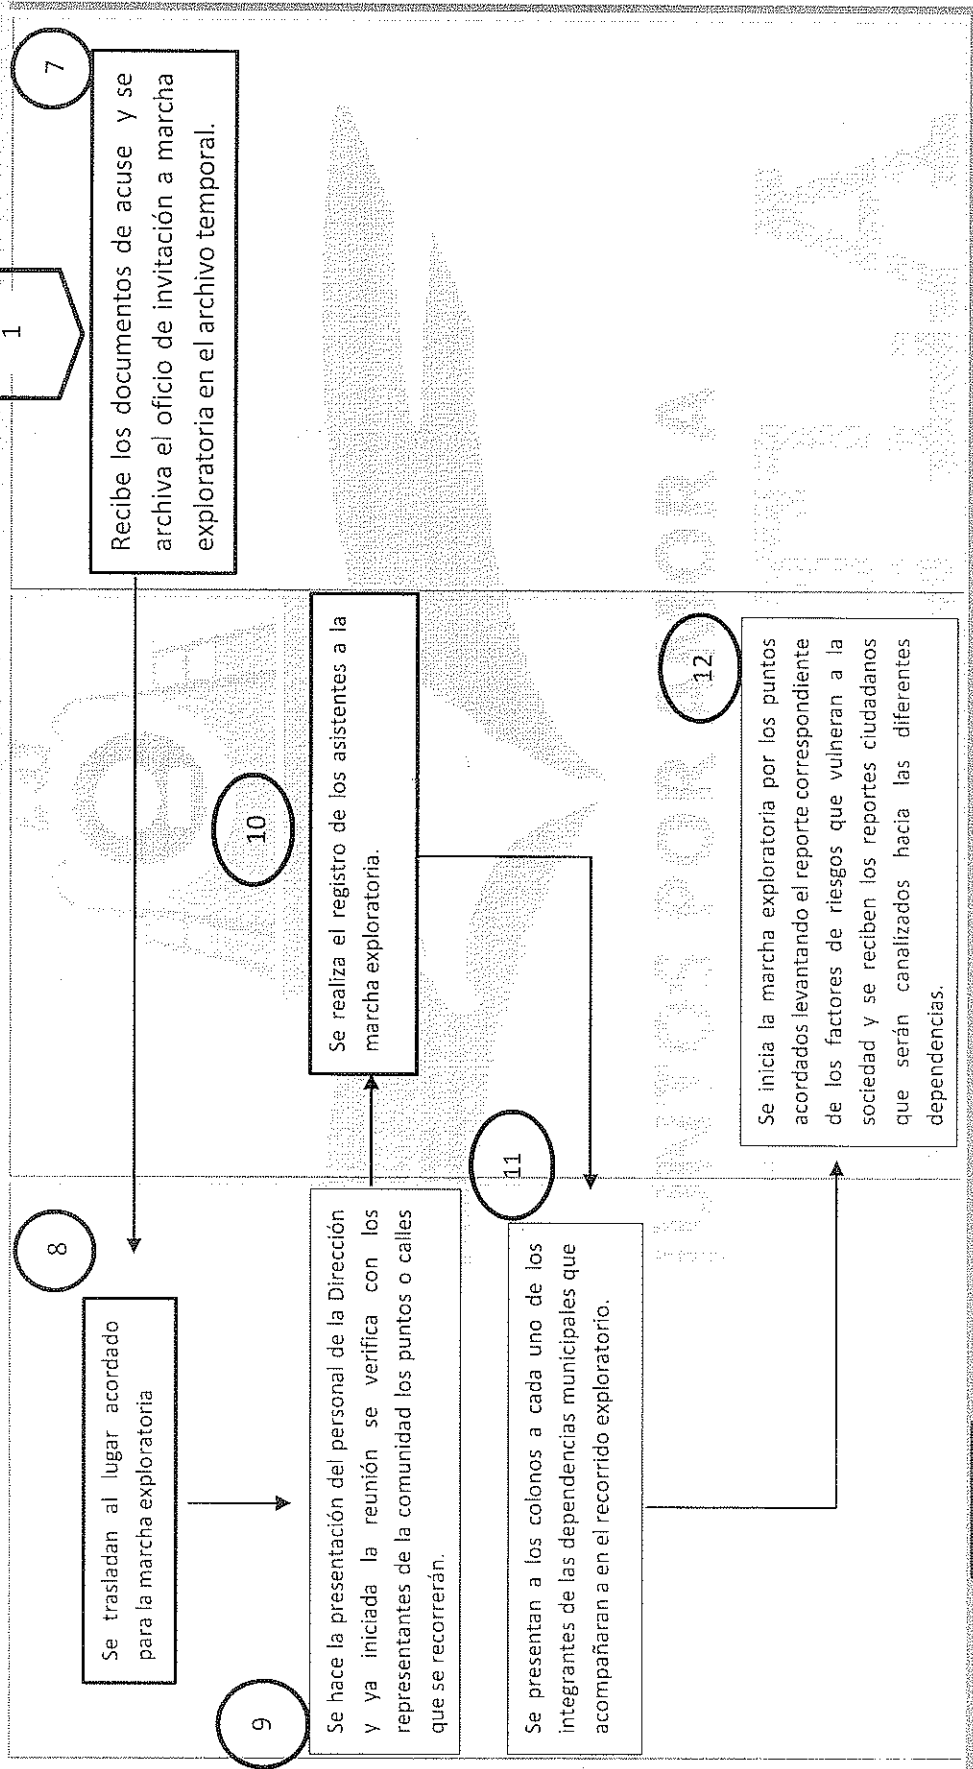 1
7
Recibe los documentos de acuse y se
archiva el oficio de invitación a marcha
exploratoria en el archivo temporal.
8
Se trasladan al lugar acordado
para la marcha exploratoria
9
Se hace la presentación del personal de la Dirección
y ya iniciada la reunión se verifica con los
representantes de la comunidad los puntos o calles
que se recorrerán.
10
Se realiza el registro de los asistentes a la
marcha exploratoria.
11
Se presentan a los colonos a cada uno de los
integrantes de las dependencias municipales que
acompañaran a en el recorrido exploratorio.
12
Se inicia la marcha exploratoria por los puntos
acordados levantando el reporte correspondiente
de los factores de riesgos que vulneran a la
sociedad y se reciben los reportes ciudadanos
que serán canalizados hacia las diferentes
dependencias.
JUNTOS POR